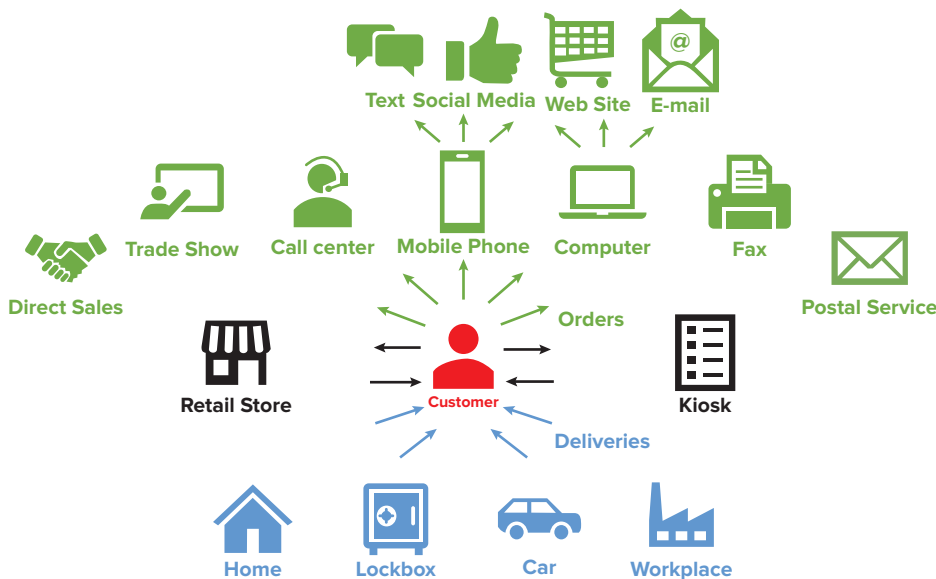 @
Text Social Media Web Site E-mail
Trade Show Call center Mobile Phone Computer Fax
Direct Sales Postal Service
Orders
Retail Store Customer Kiosk
Deliveries
Home Lockbox Car Workplace